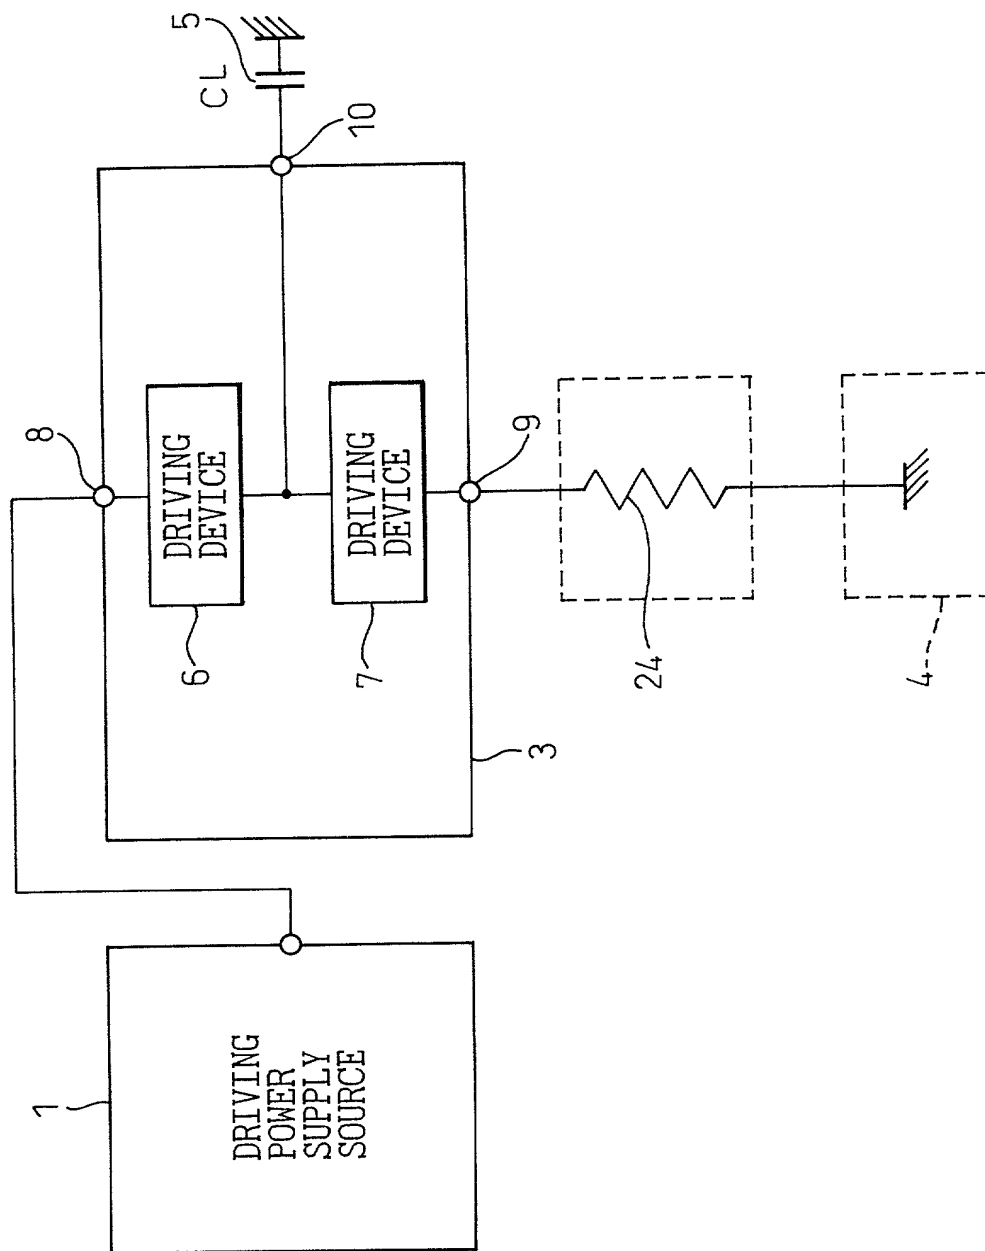 1
DRIVING
POWER
SUPPLY
SOURCE
8
DRIVING
DEVICE
6
DRIVING
DEVICE
7
9
3
10
CL
5
24
4